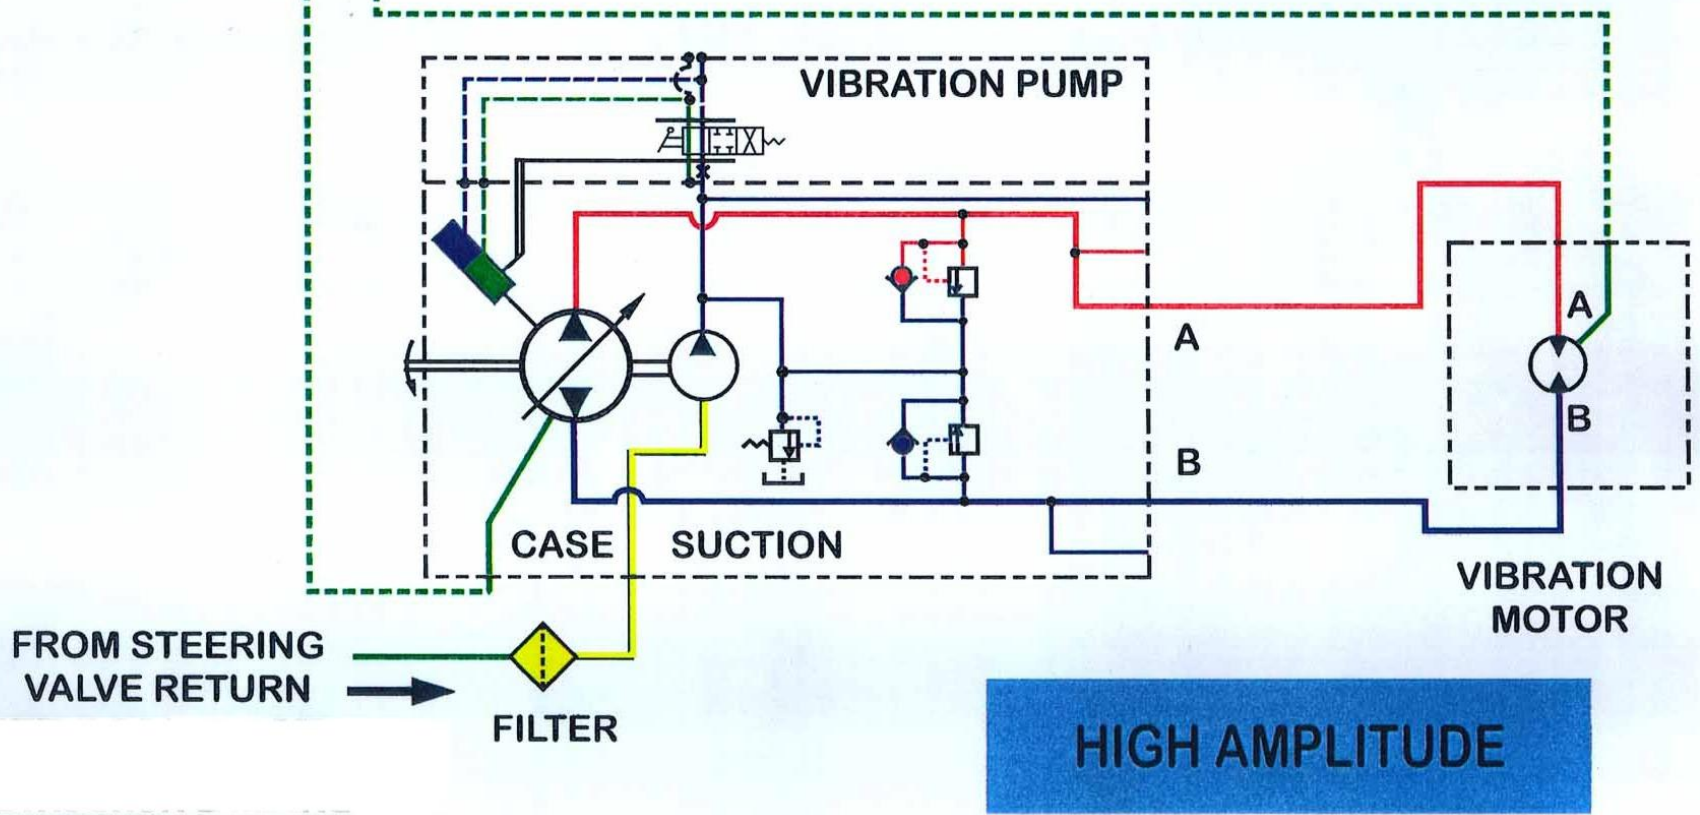 VIBRATION PUMP
A
A
B
B
CASE SUCTION
VIBRATION
MOTOR
FROM STEERING
VALVE RETURN
FILTER
HIGH AMPLITUDE